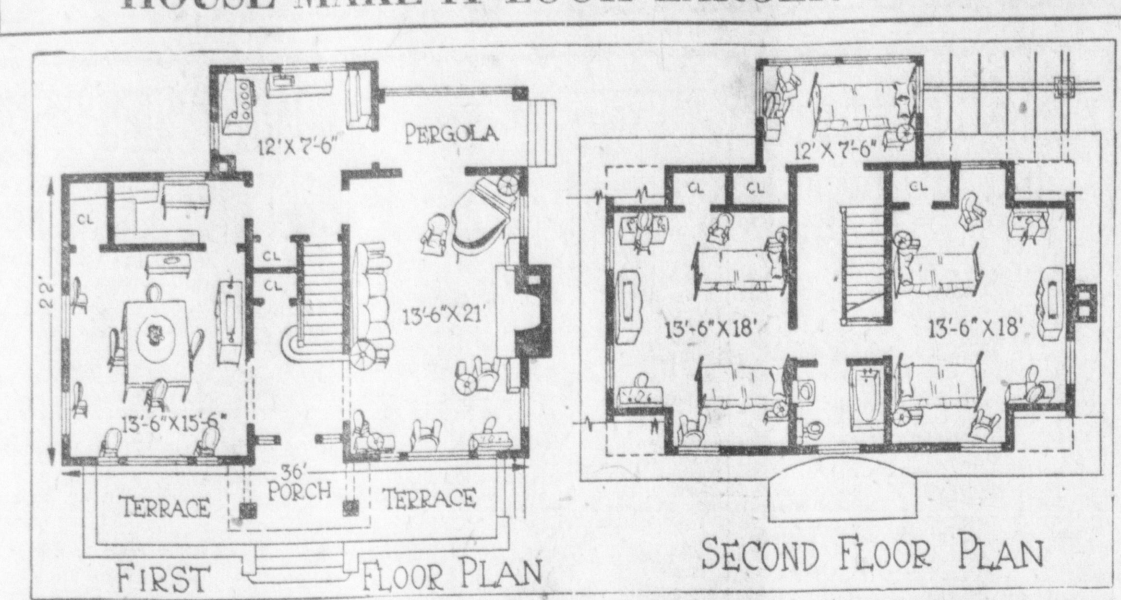 HOUSE MAKE IT LOOK LARGER
12' X 7'-6"
PERGOLA
CL
CL
CL
22'
13'-6" X 21'
13'-6" X 15'-6"
36'
PORCH
TERRACE
TERRACE
FIRST FLOOR PLAN
12' X 7'-6"
CL
CL
CL
13'-6" X 18'
13'-6" X 18'
SECOND FLOOR PLAN